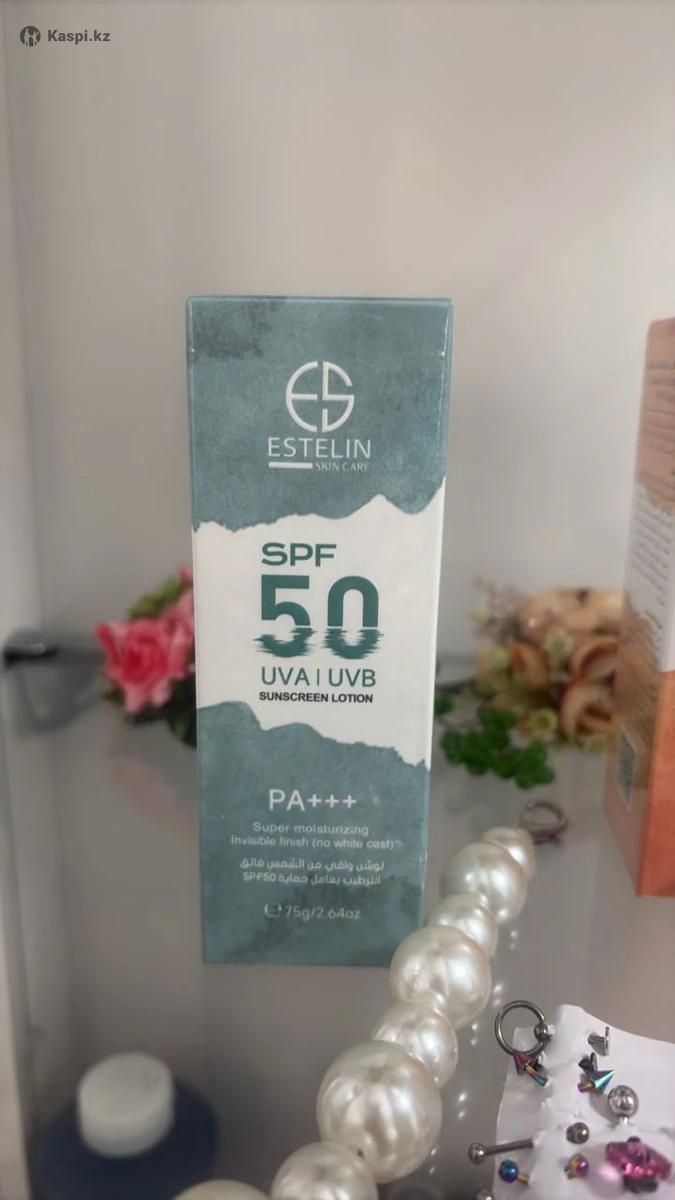 Kaspi.kz
ES
ESTELIN
SKIN CARE
SPF
50
UVA | UVB
SUNSCREEN LOTION
PA+++
Super moisturizing
Invisible finish (no white cast)
لوشن واقي من الشمس فائق
الترطيب بعامل حماية SPF50
℮ 75g/2.64oz